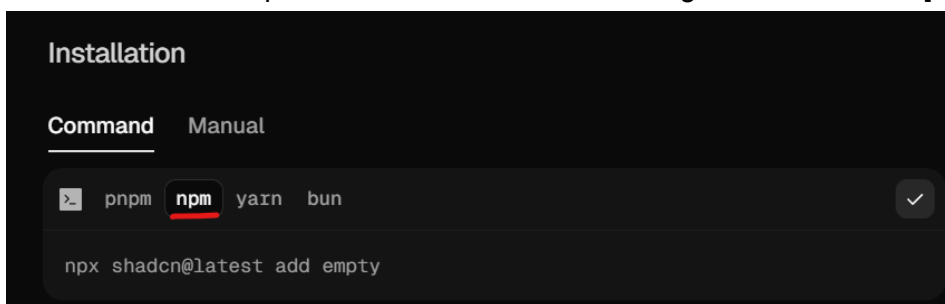 Installation
Command Manual
pnpm npm yarn bun
npx shadcn@latest add empty